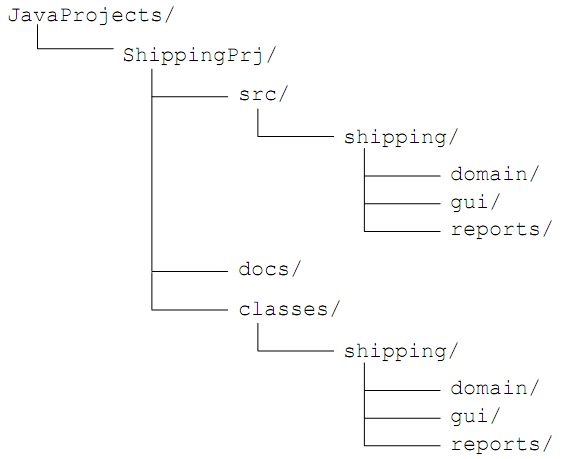 JavaProjects/
ShippingPrj/
src/
shipping/
domain/
gui/
reports/
docs/
classes/
shipping/
domain/
gui/
reports/